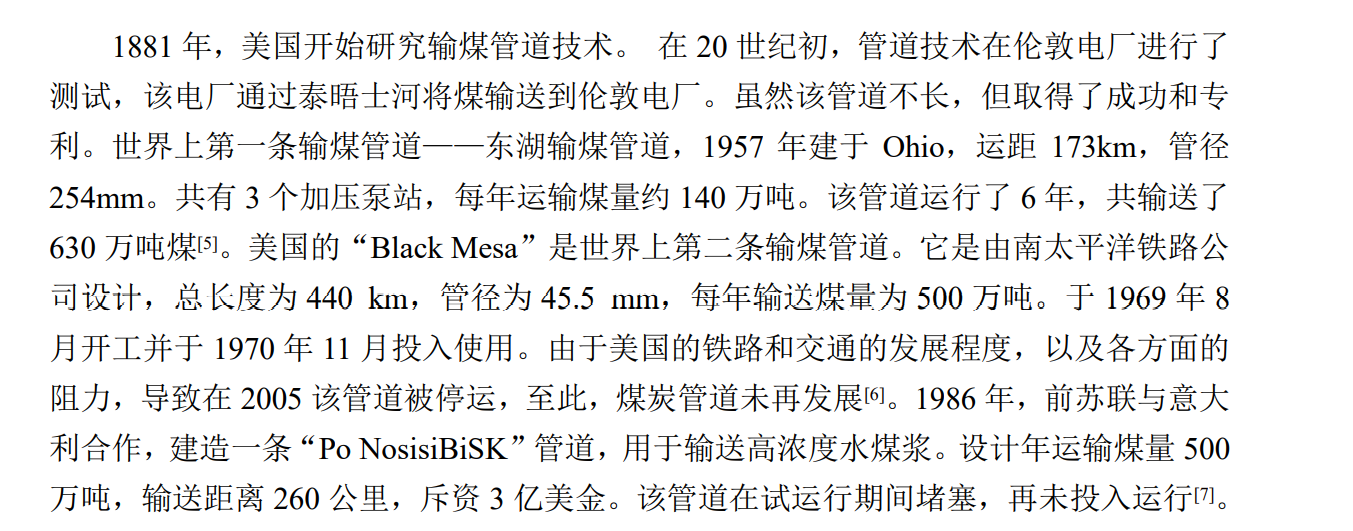 1881 年，美国开始研究输煤管道技术。 在 20 世纪初，管道技术在伦敦电厂进行了
测试，该电厂通过泰晤士河将煤输送到伦敦电厂。虽然该管道不长，但取得了成功和专
利。世界上第一条输煤管道——东湖输煤管道，1957 年建于 Ohio，运距 173km，管径
254mm。共有 3 个加压泵站，每年运输煤量约 140 万吨。该管道运行了 6 年，共输送了
630 万吨煤[5]。美国的“Black Mesa”是世界上第二条输煤管道。它是由南太平洋铁路公
司设计，总长度为 440 km，管径为 45.5 mm，每年输送煤量为 500 万吨。于 1969 年 8
月开工并于 1970 年 11 月投入使用。由于美国的铁路和交通的发展程度，以及各方面的
阻力，导致在 2005 该管道被停运，至此，煤炭管道未再发展[6]。1986 年，前苏联与意大
利合作，建造一条“Po NosisiBiSK”管道，用于输送高浓度水煤浆。设计年运输煤量 500
万吨，输送距离 260 公里，斥资 3 亿美金。该管道在试运行期间堵塞，再未投入运行[7]。